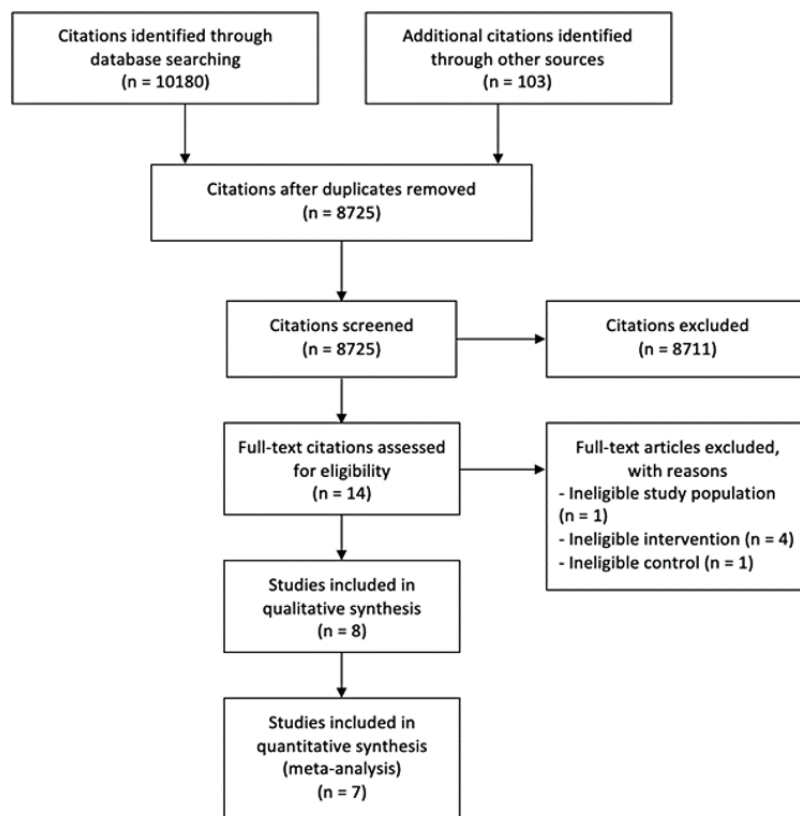 Citations identified through
database searching
(n = 10180)
Additional citations identified
through other sources
(n = 103)
Citations after duplicates removed
(n = 8725)
Citations screened
(n = 8725)
Citations excluded
(n = 8711)
Full-text citations assessed
for eligibility
(n = 14)
Full-text articles excluded,
with reasons
- Ineligible study population
(n = 1)
- Ineligible intervention (n = 4)
- Ineligible control (n = 1)
Studies included in
qualitative synthesis
(n = 8)
Studies included in
quantitative synthesis
(meta-analysis)
(n = 7)